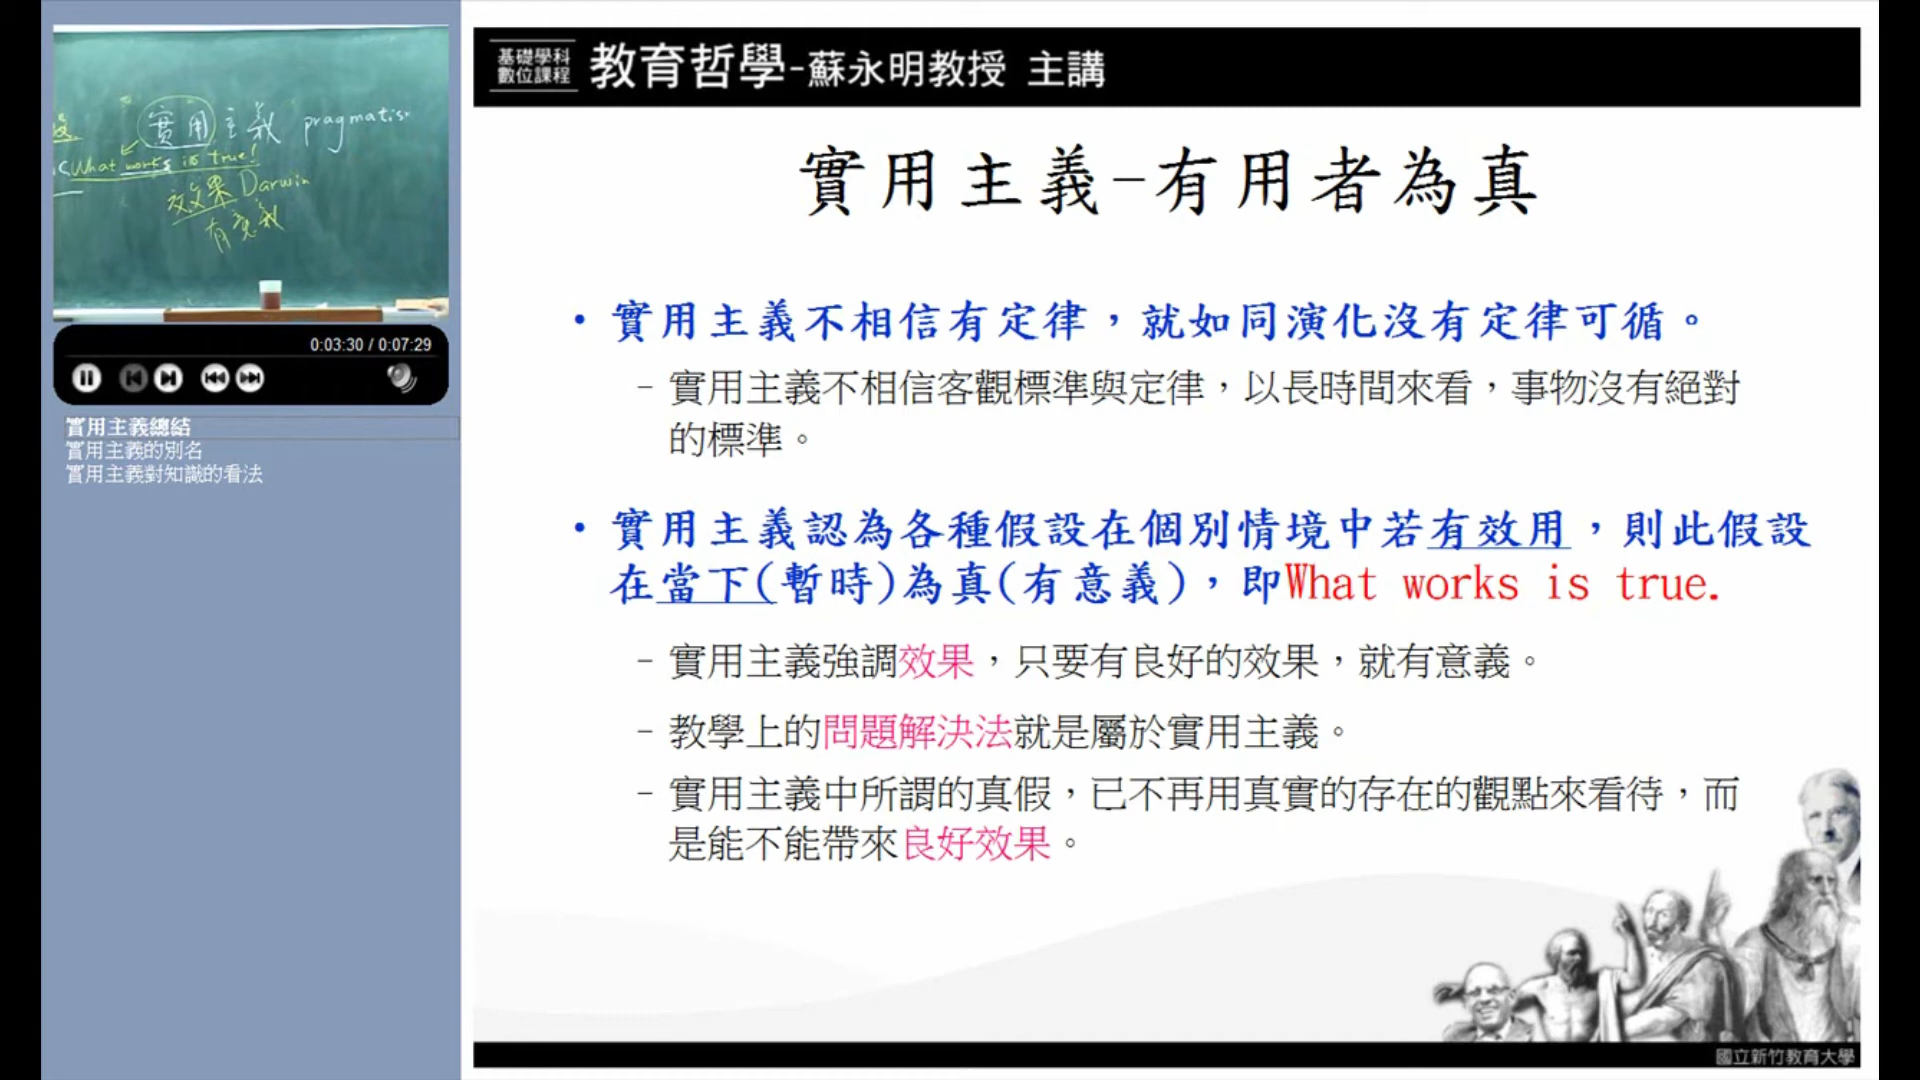 基礎學科
數位課程
教育哲學-蘇永明教授 主講
實用主義 pragmatis
What works is true!
效果 Darwin
有意義
0:03:30 / 0:07:29
實用主義總結
實用主義的別名
實用主義對知識的看法
實用主義-有用者為真
• 實用主義不相信有定律，就如同演化沒有定律可循。
- 實用主義不相信客觀標準與定律，以長時間來看，事物沒有絕對
的標準。
• 實用主義認為各種假設在個別情境中若有效用，則此假設
在當下(暫時)為真(有意義)，即What works is true.
- 實用主義強調效果，只要有良好的效果，就有意義。
- 教學上的問題解決法就是屬於實用主義。
- 實用主義中所謂的真假，已不再用真實的存在的觀點來看待，而
是能不能帶來良好效果。
國立新竹教育大學